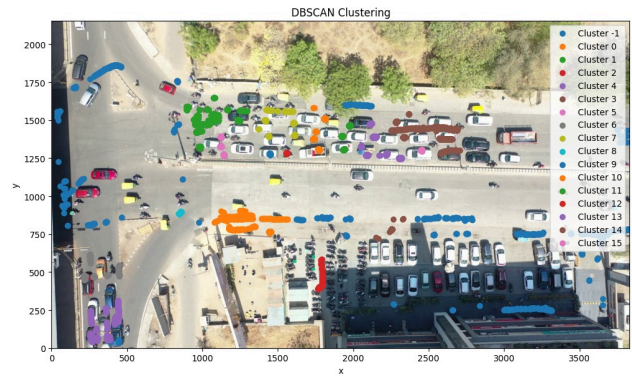 DBSCAN Clustering
y
2000
1750
1500
1250
1000
750
500
250
0
0
500
1000
1500
2000
2500
3000
3500
x
Cluster -1
Cluster 0
Cluster 1
Cluster 2
Cluster 4
Cluster 3
Cluster 5
Cluster 6
Cluster 7
Cluster 8
Cluster 9
Cluster 10
Cluster 11
Cluster 12
Cluster 13
Cluster 14
Cluster 15